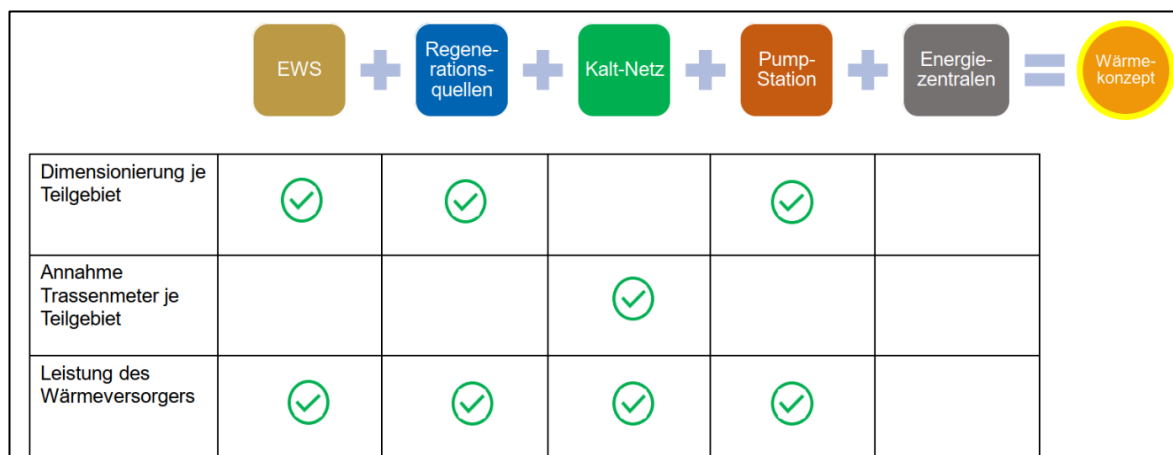 EWS
Regene-
rations-
quellen
Kalt-Netz
Pump-
Station
Energie-
zentralen
Wärme-
konzept
Dimensionierung je
Teilgebiet
Annahme
Trassenmeter je
Teilgebiet
Leistung des
Wärmeversorgers